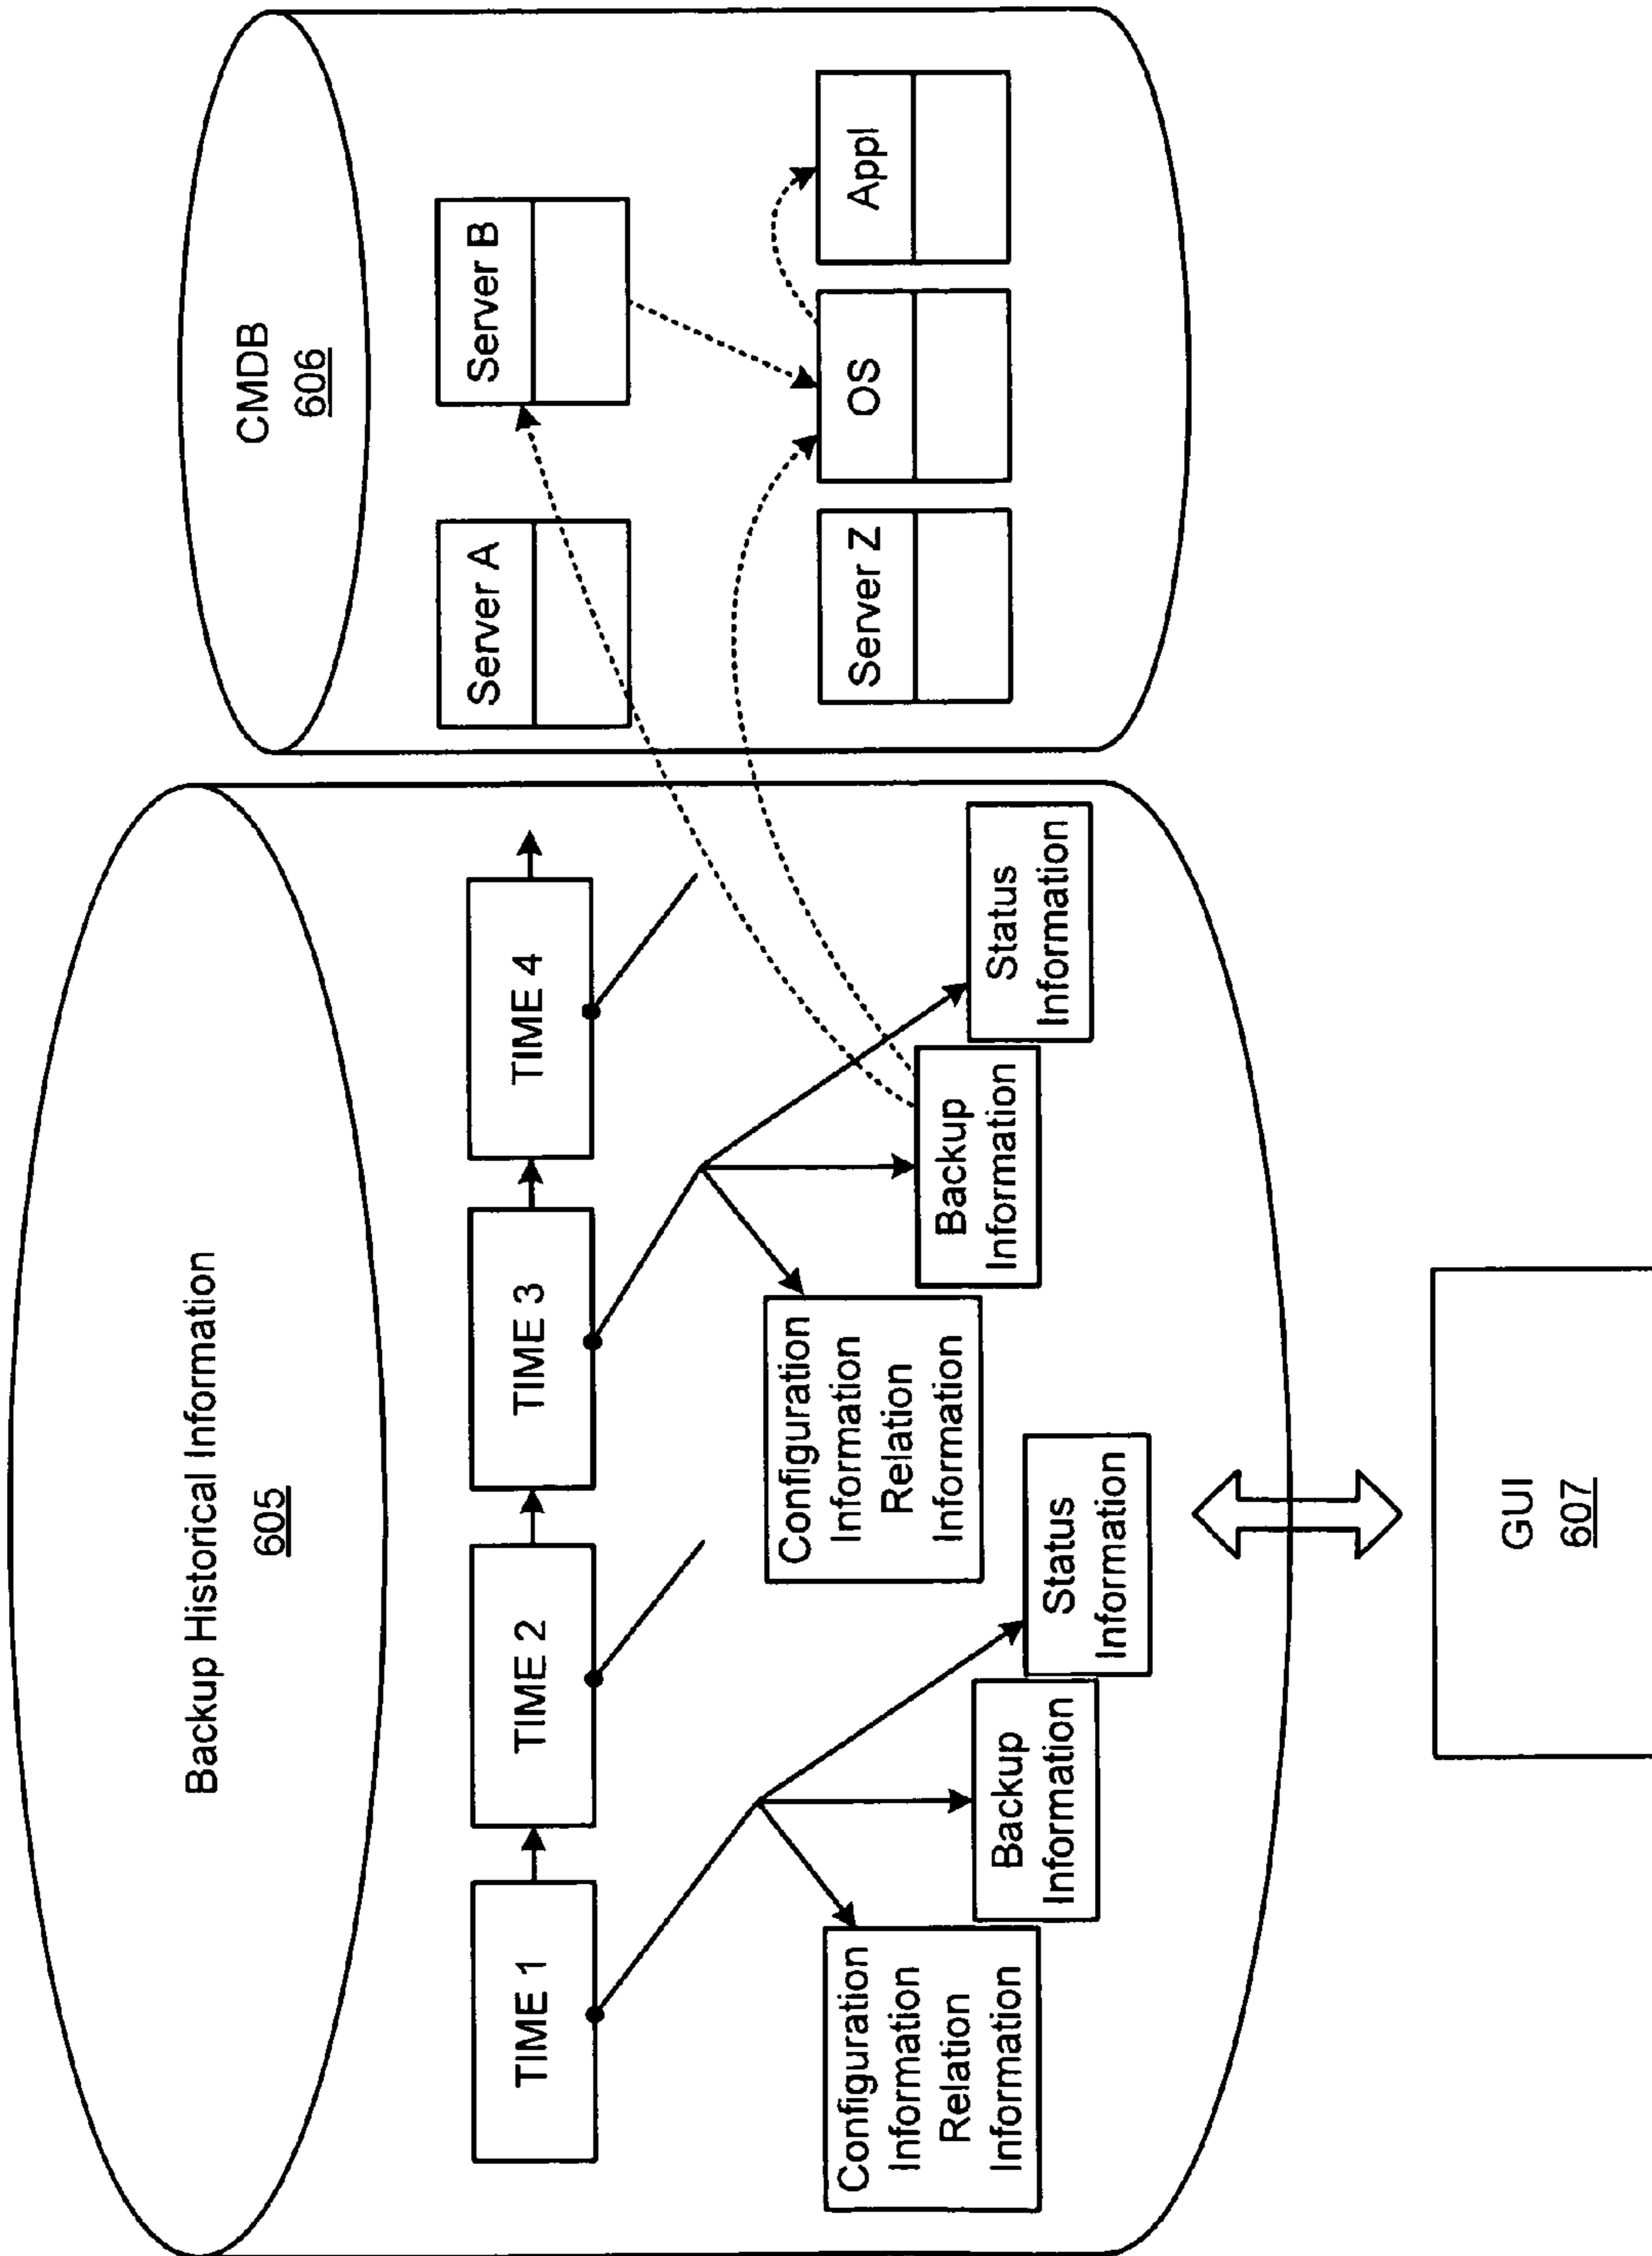 Backup Historical Information
605
TIME 1
TIME 2
TIME 3
TIME 4
Configuration
Information
Relation
Information
Backup
Information
Status
Information
Configuration
Information
Relation
Information
Backup
Information
Status
Information
CMDB
606
Server A
Server B
Server Z
OS
Appl
GUI
607